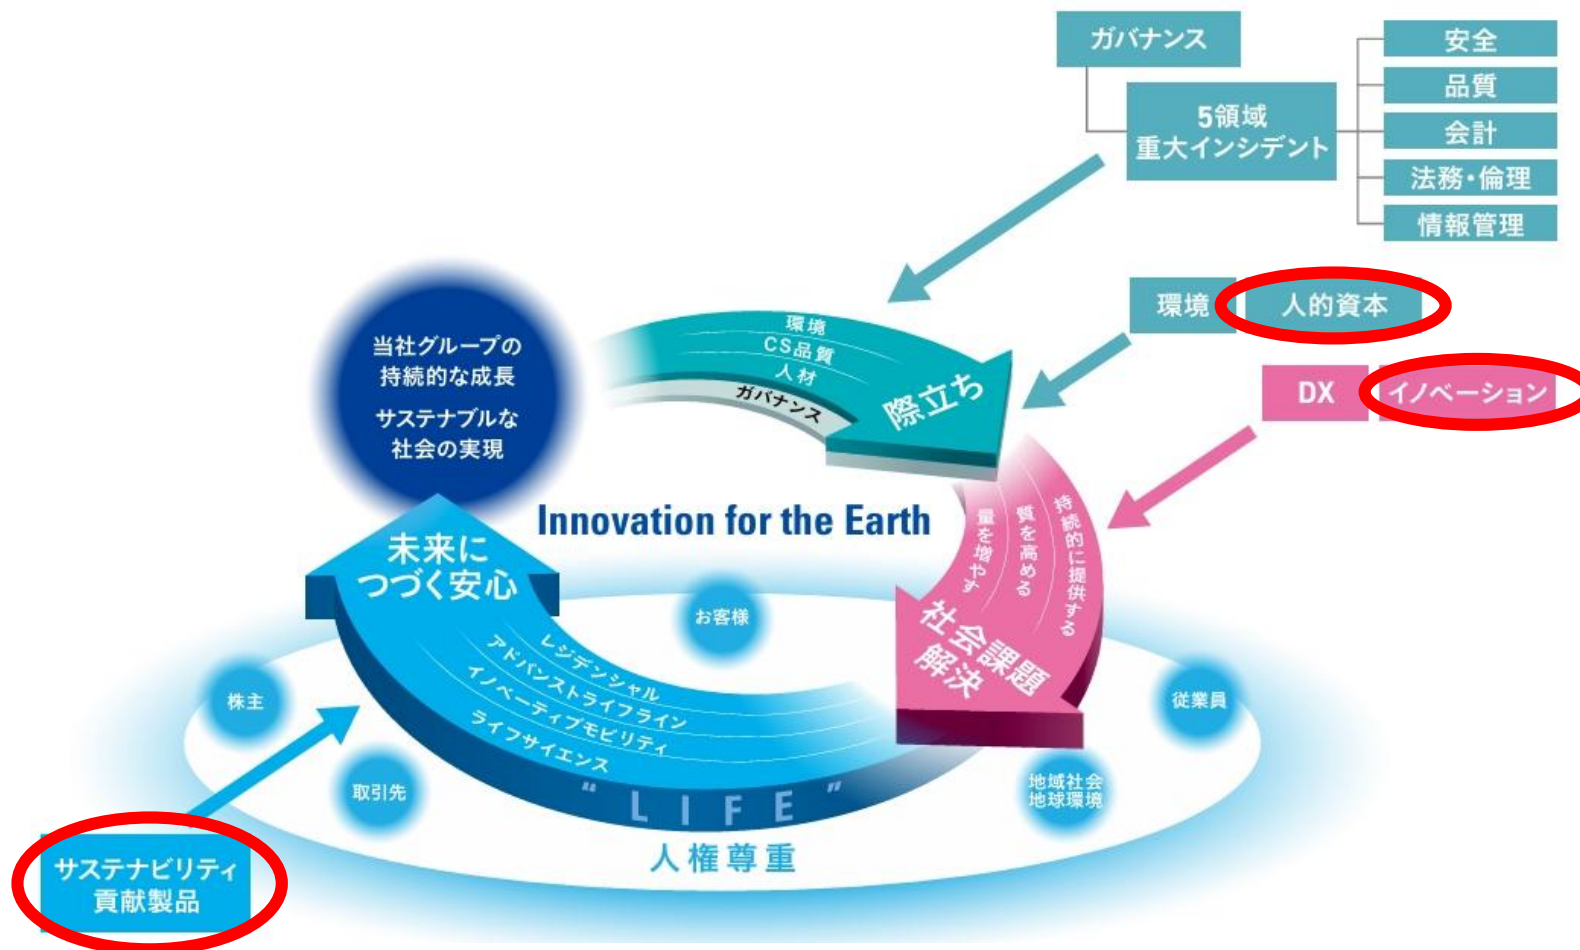 ガバナンス
5領域
重大インシデント
安全
品質
会計
法務・倫理
情報管理
環境
人的資本
DX
イノベーション
当社グループの
持続的な成長
サステナブルな
社会の実現
環境
CS品質
人材
ガバナンス
際立ち
Innovation for the Earth
持続的に提供する
質を高める
量を増やす
社会課題
解決
未来に
つづく安心
レジデンシャル
アドバンストライフライン
イノベーティブモビリティ
ライフサイエンス
"LIFE"
お客様
株主
従業員
取引先
地域社会
地球環境
人権尊重
サステナビリティ
貢献製品